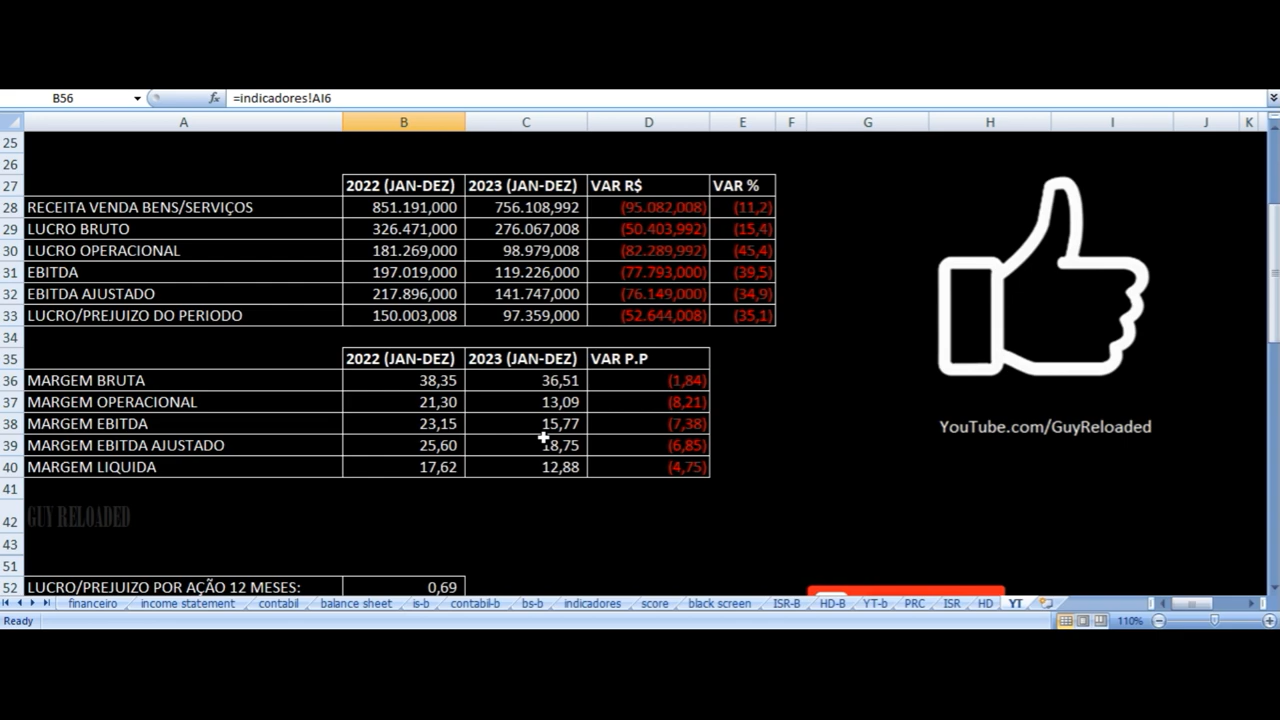 B56 fx =indicadores!AI6
A B C D E F G H I J K
25
26
27 2022 (JAN-DEZ) 2023 (JAN-DEZ) VAR R$ VAR %
28 RECEITA VENDA BENS/SERVIÇOS 851.191,000 756.108,992 (95.082,008) (11,2)
29 LUCRO BRUTO 326.471,000 276.067,008 (50.403,992) (15,4)
30 LUCRO OPERACIONAL 181.269,000 98.979,008 (82.289,992) (45,4)
31 EBITDA 197.019,000 119.226,000 (77.793,000) (39,5)
32 EBITDA AJUSTADO 217.896,000 141.747,000 (76.149,000) (34,9)
33 LUCRO/PREJUIZO DO PERIODO 150.003,008 97.359,000 (52.644,008) (35,1)
34
35 2022 (JAN-DEZ) 2023 (JAN-DEZ) VAR P.P
36 MARGEM BRUTA 38,35 36,51 (1,84)
37 MARGEM OPERACIONAL 21,30 13,09 (8,21)
38 MARGEM EBITDA 23,15 15,77 (7,38)
YouTube.com/GuyReloaded
39 MARGEM EBITDA AJUSTADO 25,60 18,75 (6,85)
40 MARGEM LIQUIDA 17,62 12,88 (4,75)
41
42 GUY RELOADED
43
51
52 LUCRO/PREJUIZO POR AÇÃO 12 MESES: 0,69
financeiro income statement contabil balance sheet is-b contabil-b bs-b indicadores score black screen ISR-B HD-B YT-b PRC ISR HD YT
Ready 110%